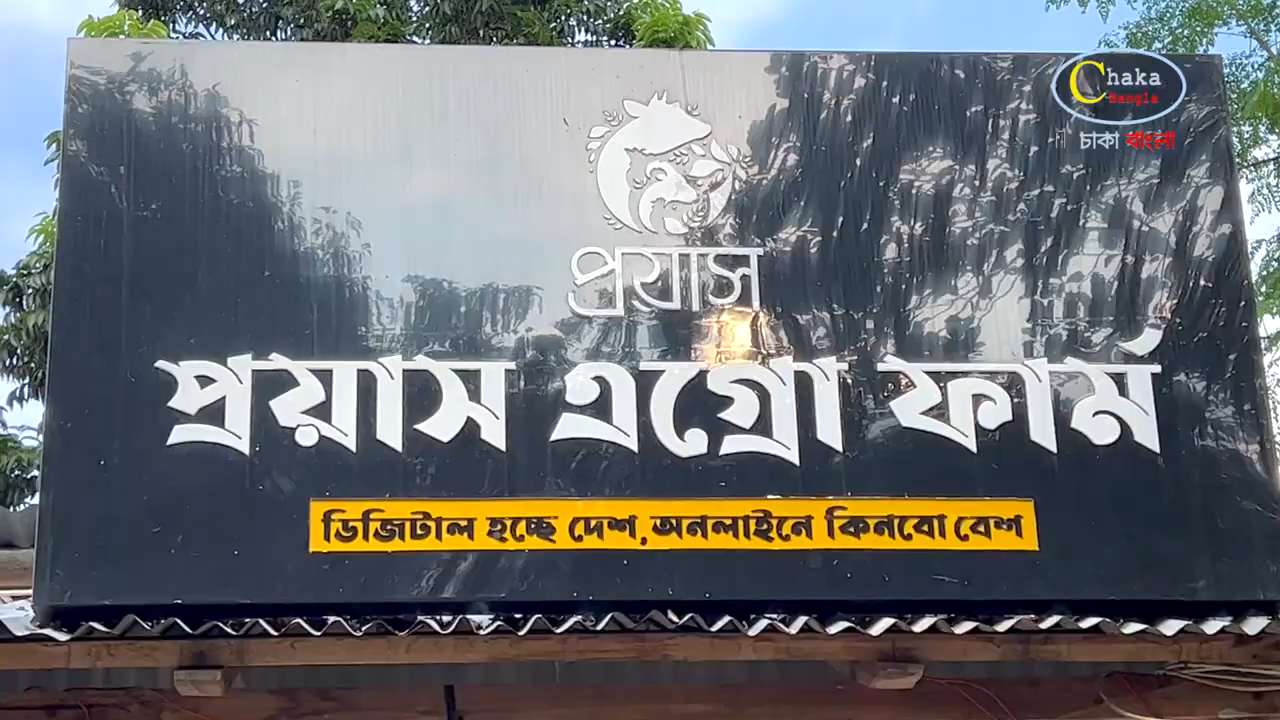 Chaka
Bangla
চাকা বাংলা
প্রয়াস
প্রয়াস এগ্রো ফার্ম
ডিজিটাল হচ্ছে দেশ,অনলাইনে কিনবো বেশ